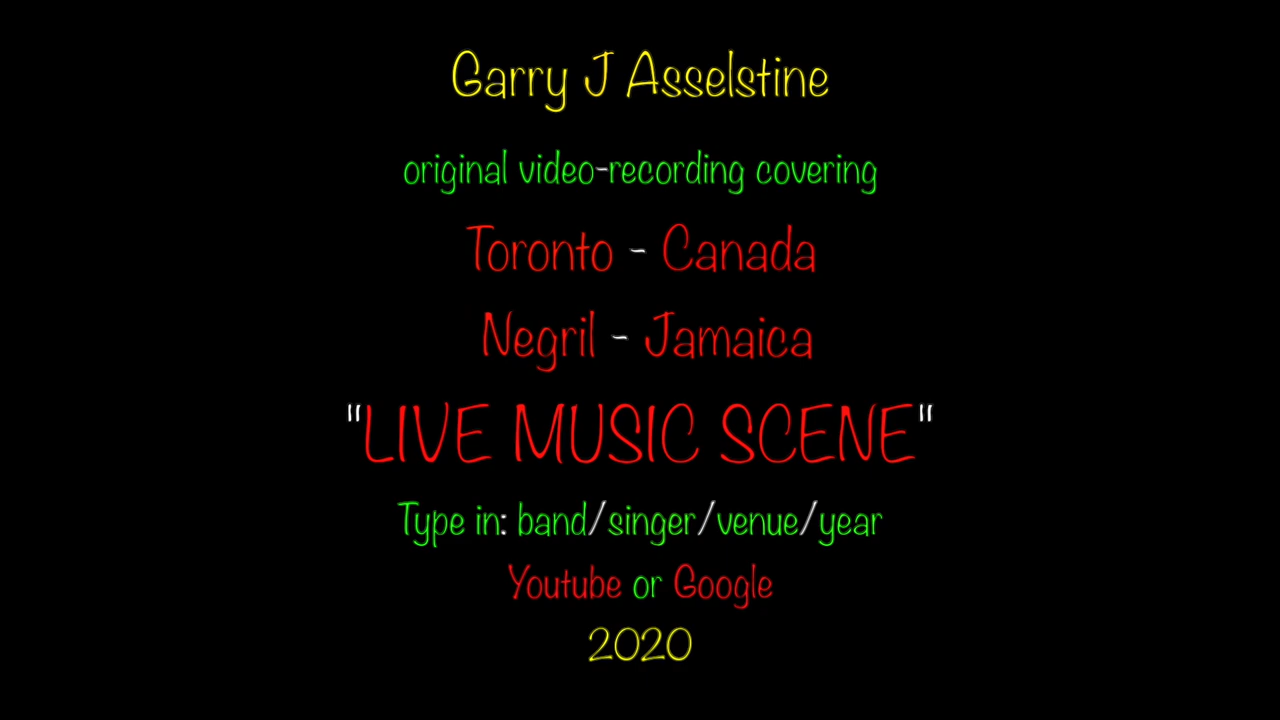 Garry J Asselstine
original video-recording covering
Toronto - Canada
Negril - Jamaica
"LIVE MUSIC SCENE"
Type in: band/singer/venue/year
Youtube or Google
2020